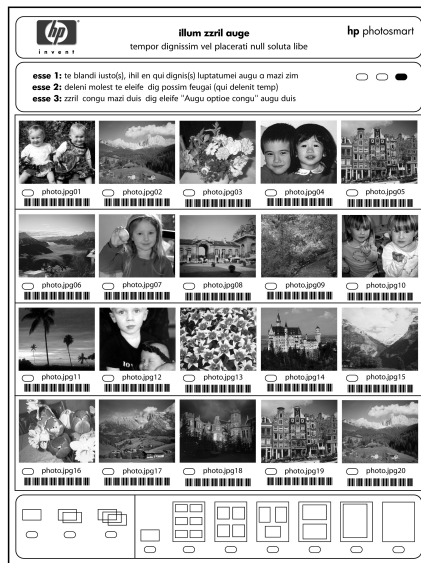 hp
invent
illum zzril auge
tempor dignissim vel placerati null soluta libe
hp photosmart
esse 1: te blandi iusto(s), ihil en qui dignis(s) luptatumei augu a mazi zim
esse 2: deleni molest te eleife dig possim feugai (qui delenit temp)
esse 3: zzril congu mazi duis dig eleife "Augu optioe congu" augu duis
photo.jpg01 photo.jpg02 photo.jpg03 photo.jpg04 photo.jpg05
photo.jpg06 photo.jpg07 photo.jpg08 photo.jpg09 photo.jpg10
photo.jpg11 photo.jpg12 photo.jpg13 photo.jpg14 photo.jpg15
photo.jpg16 photo.jpg17 photo.jpg18 photo.jpg19 photo.jpg20